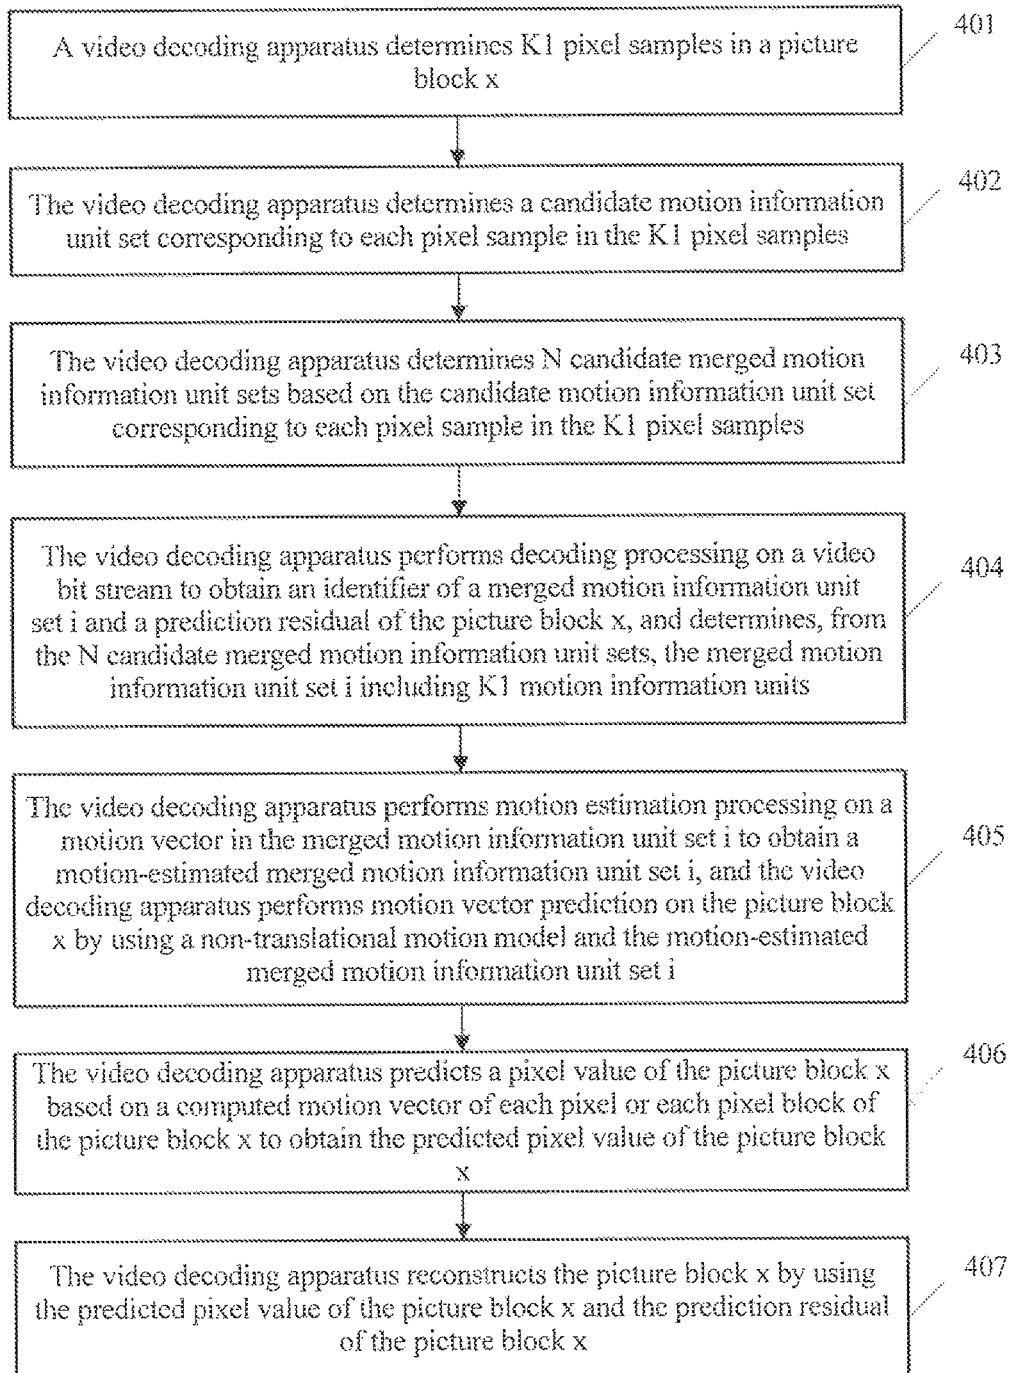 A video decoding apparatus determines K1 pixel samples in a picture
block x
401
The video decoding apparatus determines a candidate motion information
unit set corresponding to each pixel sample in the K1 pixel samples
402
The video decoding apparatus determines N candidate merged motion
information unit sets based on the candidate motion information unit set
corresponding to each pixel sample in the K1 pixel samples
403
The video decoding apparatus performs decoding processing on a video
bit stream to obtain an identifier of a merged motion information unit
set i and a prediction residual of the picture block x, and determines, from
the N candidate merged motion information unit sets, the merged motion
information unit set i including K1 motion information units
404
The video decoding apparatus performs motion estimation processing on a
motion vector in the merged motion information unit set i to obtain a
motion-estimated merged motion information unit set i, and the video
decoding apparatus performs motion vector prediction on the picture block
x by using a non-translational motion model and the motion-estimated
merged motion information unit set i
405
The video decoding apparatus predicts a pixel value of the picture block x
based on a computed motion vector of each pixel or each pixel block of
the picture block x to obtain the predicted pixel value of the picture block
x
406
The video decoding apparatus reconstructs the picture block x by using
the predicted pixel value of the picture block x and the prediction residual
of the picture block x
407